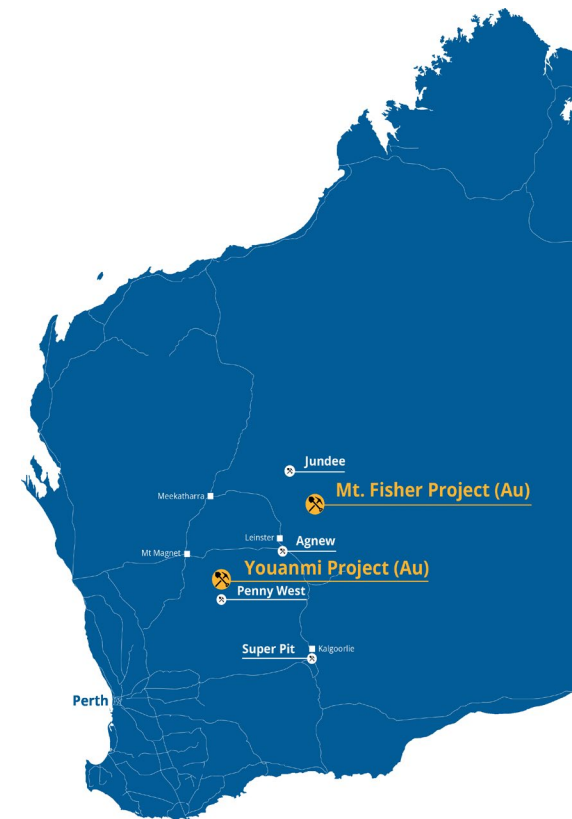 Jundee
Mt. Fisher Project (Au)
Meekatharra
Leinster
Agnew
Mt Magnet
Youanmi Project (Au)
Penny West
Super Pit
Kalgoorlie
Perth